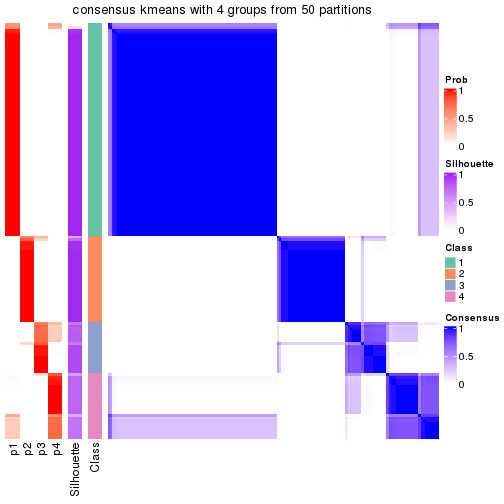 consensus kmeans with 4 groups from 50 partitions
Prob
1
0.5
0
Silhouette
1
0.5
0
Class
1
2
3
4
Consensus
1
0.5
0
p1
p2
p3
p4
Silhouette
Class